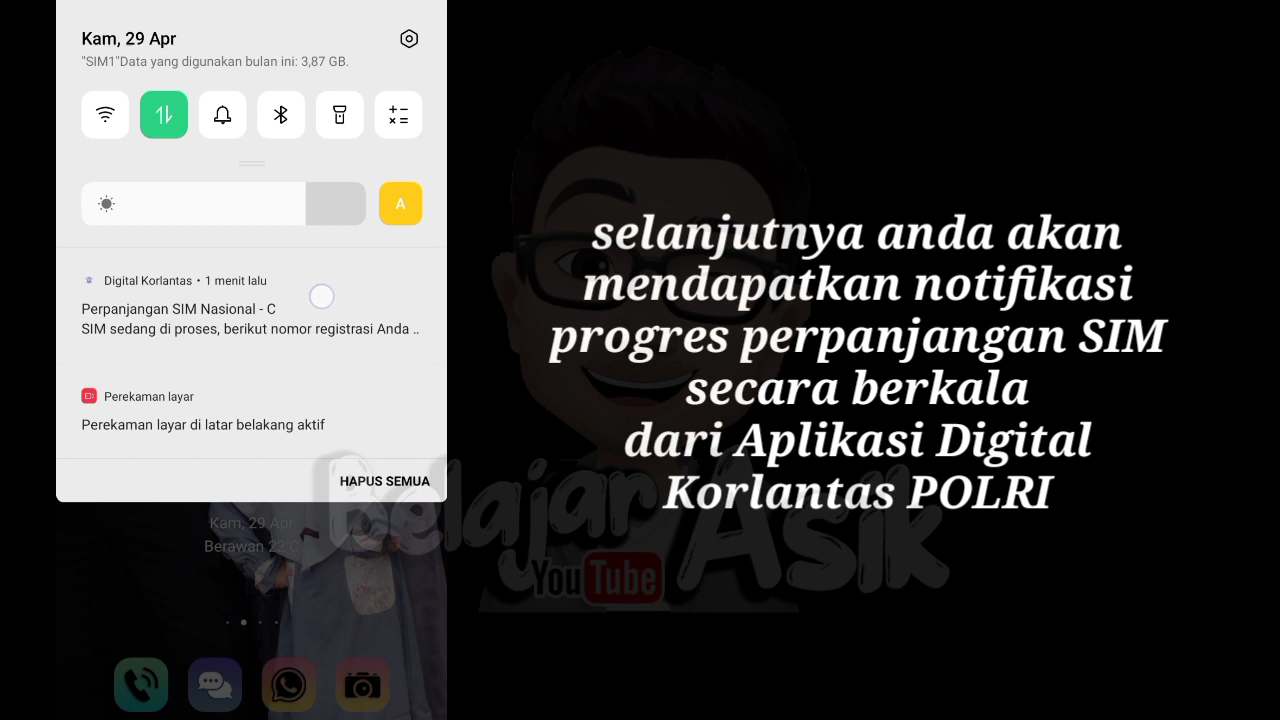 Kam, 29 Apr
"SIM1"Data yang digunakan bulan ini: 3,87 GB.
A
Digital Korlantas • 1 menit lalu
Perpanjangan SIM Nasional - C
SIM sedang di proses, berikut nomor registrasi Anda ..
Perekaman layar
Perekaman layar di latar belakang aktif
HAPUS SEMUA
Kam, 29 Apr
Berawan 22°C
selanjutnya anda akan
mendapatkan notifikasi
progres perpanjangan SIM
secara berkala
dari Aplikasi Digital
Korlantas POLRI
Belajar Asik
YouTube